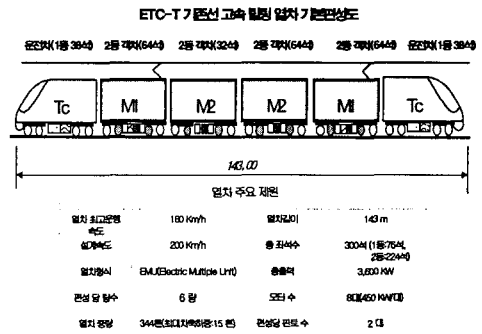 ETC-T 기존선 고속 틸팅 열차 기본편성도
운전차(1등 38석) 2등 객차(64석) 2등 객차(32석) 2등 객차(64석) 2등 객차(64석) 운전차(1등 38석)
Tc M1 M2 M2 M1 Tc
143,00
열차 주요 제원
열차 최고운행 속도 180 Km/h 열차길이 143 m
설계속도 200 Km/h 총 좌석수 300석 (1등:76석, 2등:224석)
열차형식 EMU(Electric Multiple Unit) 총출력 3,600 KW
편성 당 량수 6 량 모터 수 8대(450 KW/대)
열차 중량 344톤(최대차축하중:15 톤) 편성당 판토 수 2 대